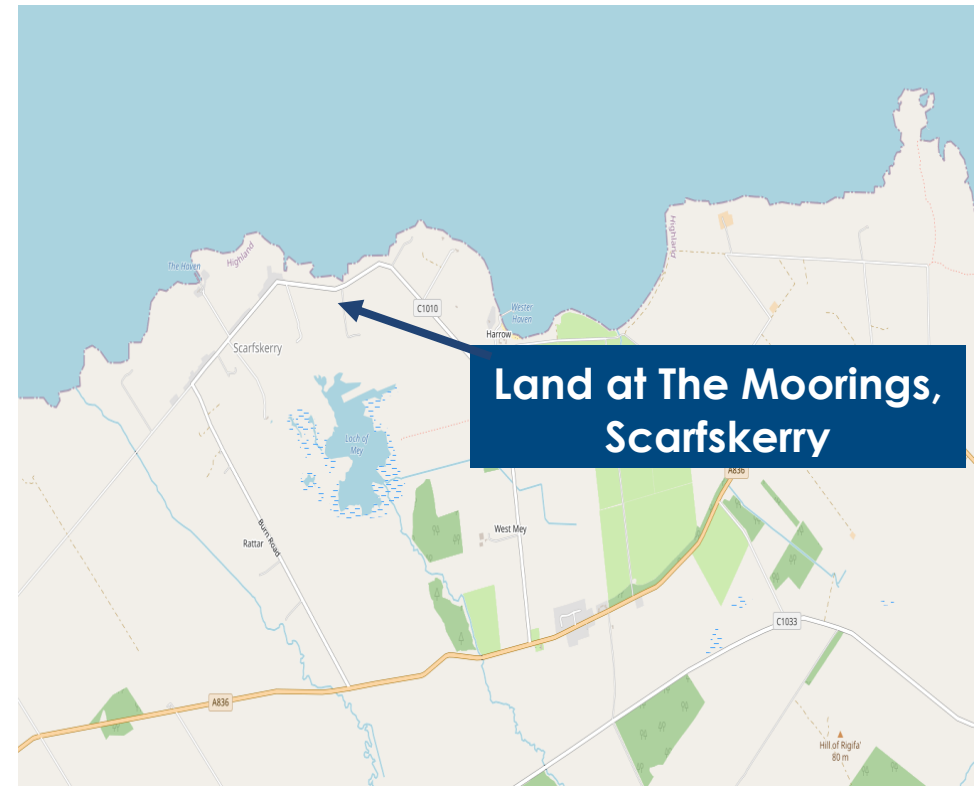 Highland
Highland
The Haven
Wester
Haven
C1010
Harrow
Scarfskerry
Land at The Moorings,
Scarfskerry
Loch of
Mey
A836
Burn Road
West Mey
Rattar
C1033
A836
Hill of Rigifa'
80 m